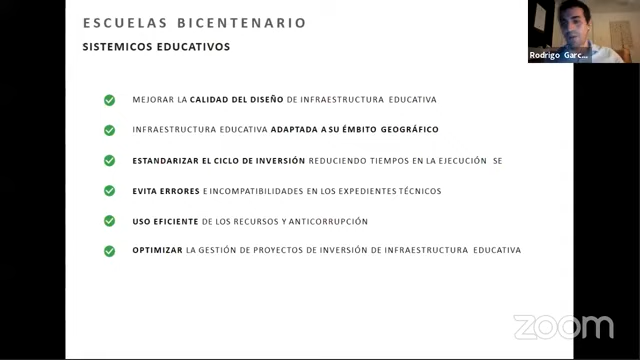 ESCUELAS BICENTENARIO
SISTEMICOS EDUCATIVOS
Rodrigo Garc...
MEJORAR LA CALIDAD DEL DISEÑO DE INFRAESTRUCTURA EDUCATIVA
INFRAESTRUCTURA EDUCATIVA ADAPTADA A SU ÉMBITO GEOGRÁFICO
ESTANDARIZAR EL CICLO DE INVERSIÓN REDUCIENDO TIEMPOS EN LA EJECUCIÓN SE
EVITA ERRORES E INCOMPATIBILIDADES EN LOS EXPEDIENTES TÉCNICOS
USO EFICIENTE DE LOS RECURSOS Y ANTICORRUPCIÓN
OPTIMIZAR LA GESTIÓN DE PROYECTOS DE INVERSIÓN DE INFRAESTRUCTURA EDUCATIVA
zoom